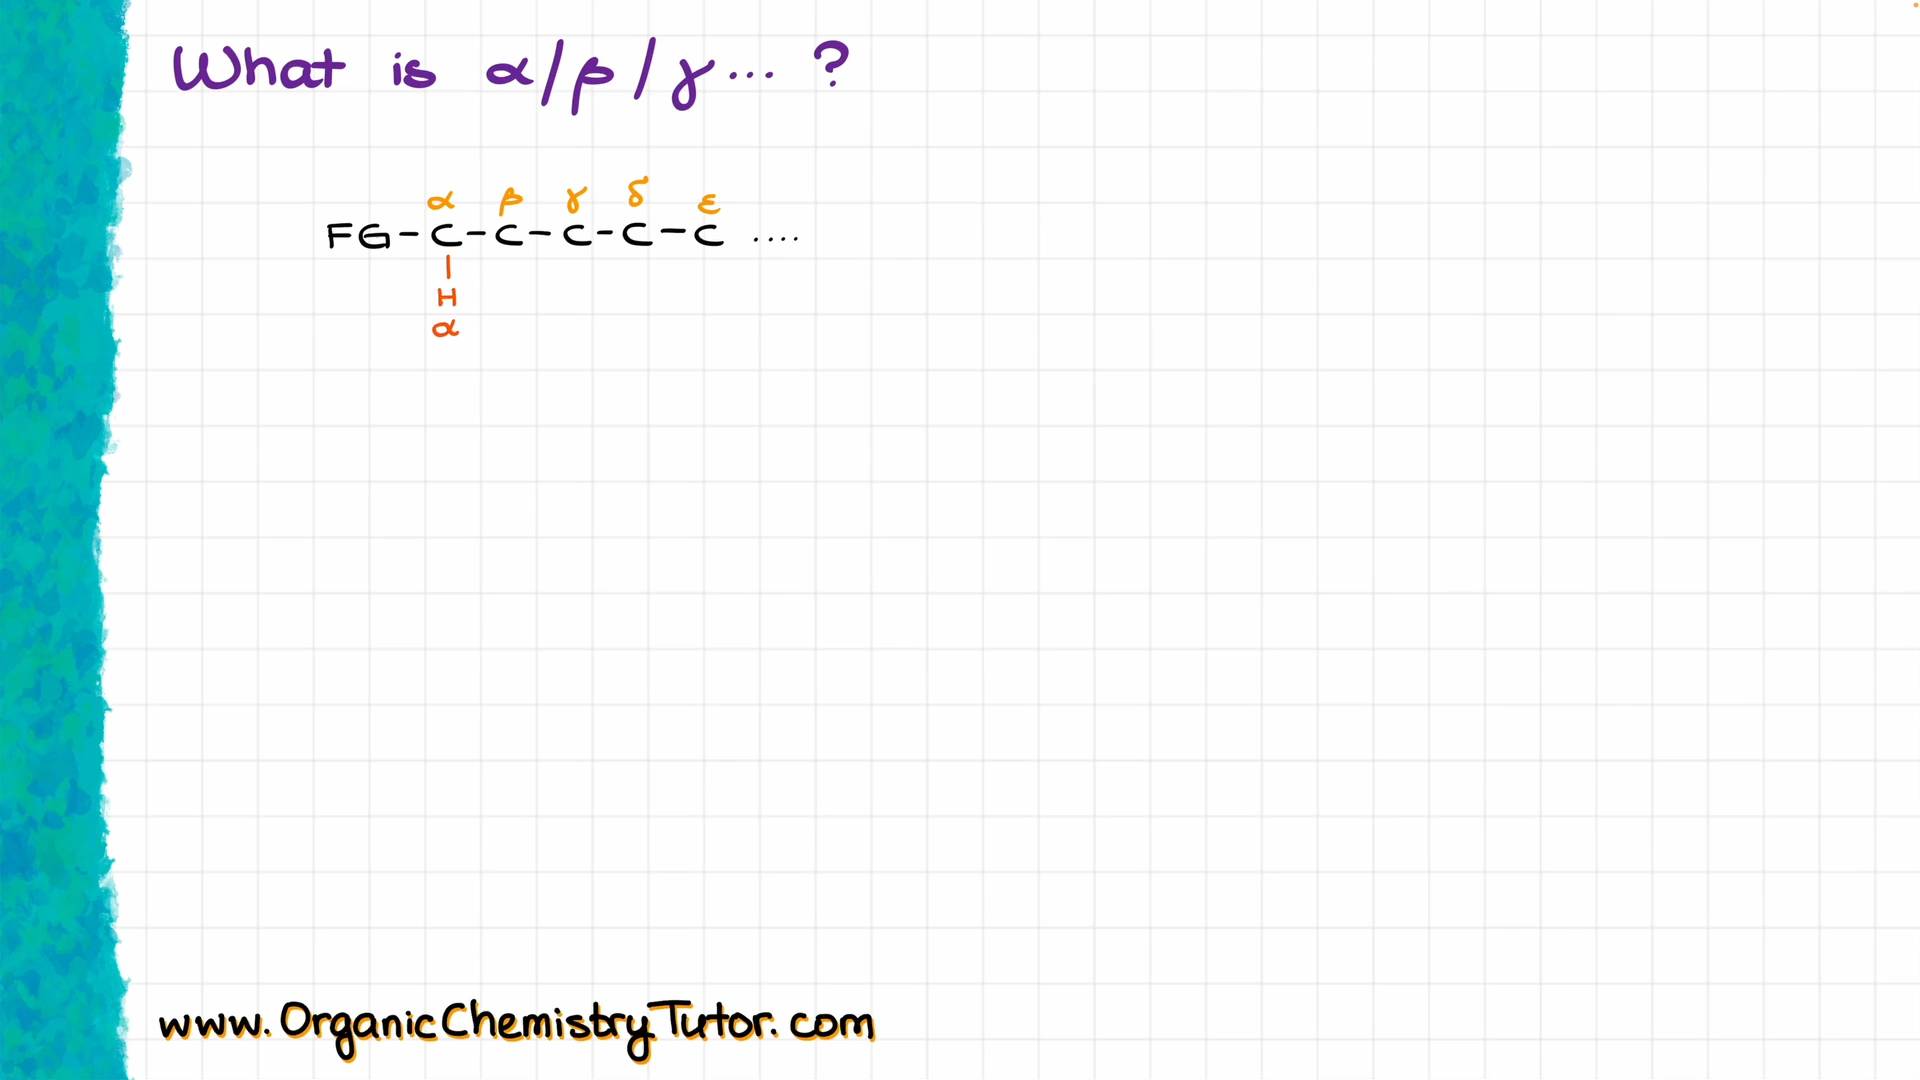 What is α/β/γ... ?
α β γ δ ε
FG-C-C-C-C-C ....
H
α
www.OrganicChemistryTutor.com